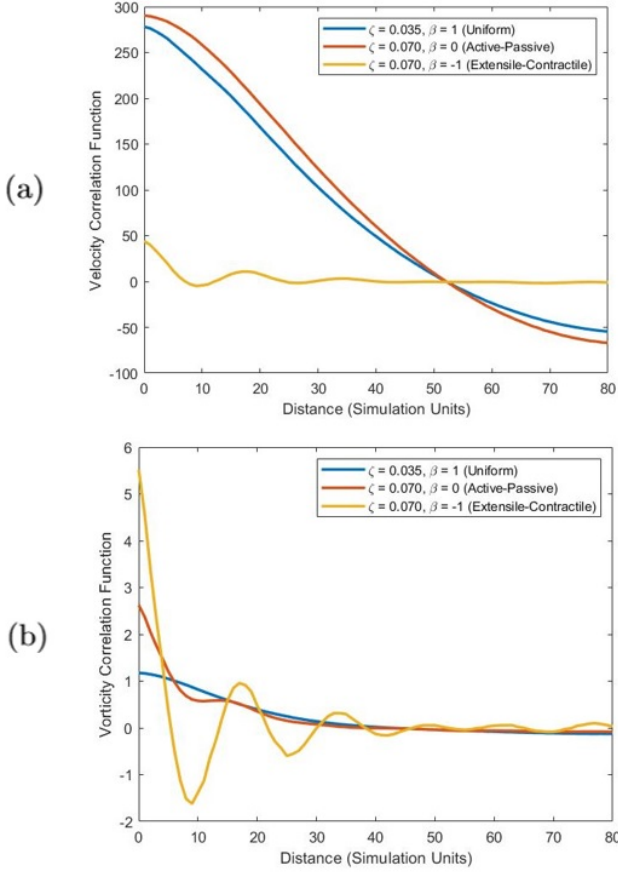 (a)
300
250
200
150
100
50
0
-50
-100
Velocity Correlation Function
ζ = 0.035, β = 1 (Uniform)
ζ = 0.070, β = 0 (Active-Passive)
ζ = 0.070, β = -1 (Extensile-Contractile)
0 10 20 30 40 50 60 70 80
Distance (Simulation Units)
(b)
6
5
4
3
2
1
0
-1
-2
Vorticity Correlation Function
ζ = 0.035, β = 1 (Uniform)
ζ = 0.070, β = 0 (Active-Passive)
ζ = 0.070, β = -1 (Extensile-Contractile)
0 10 20 30 40 50 60 70 80
Distance (Simulation Units)